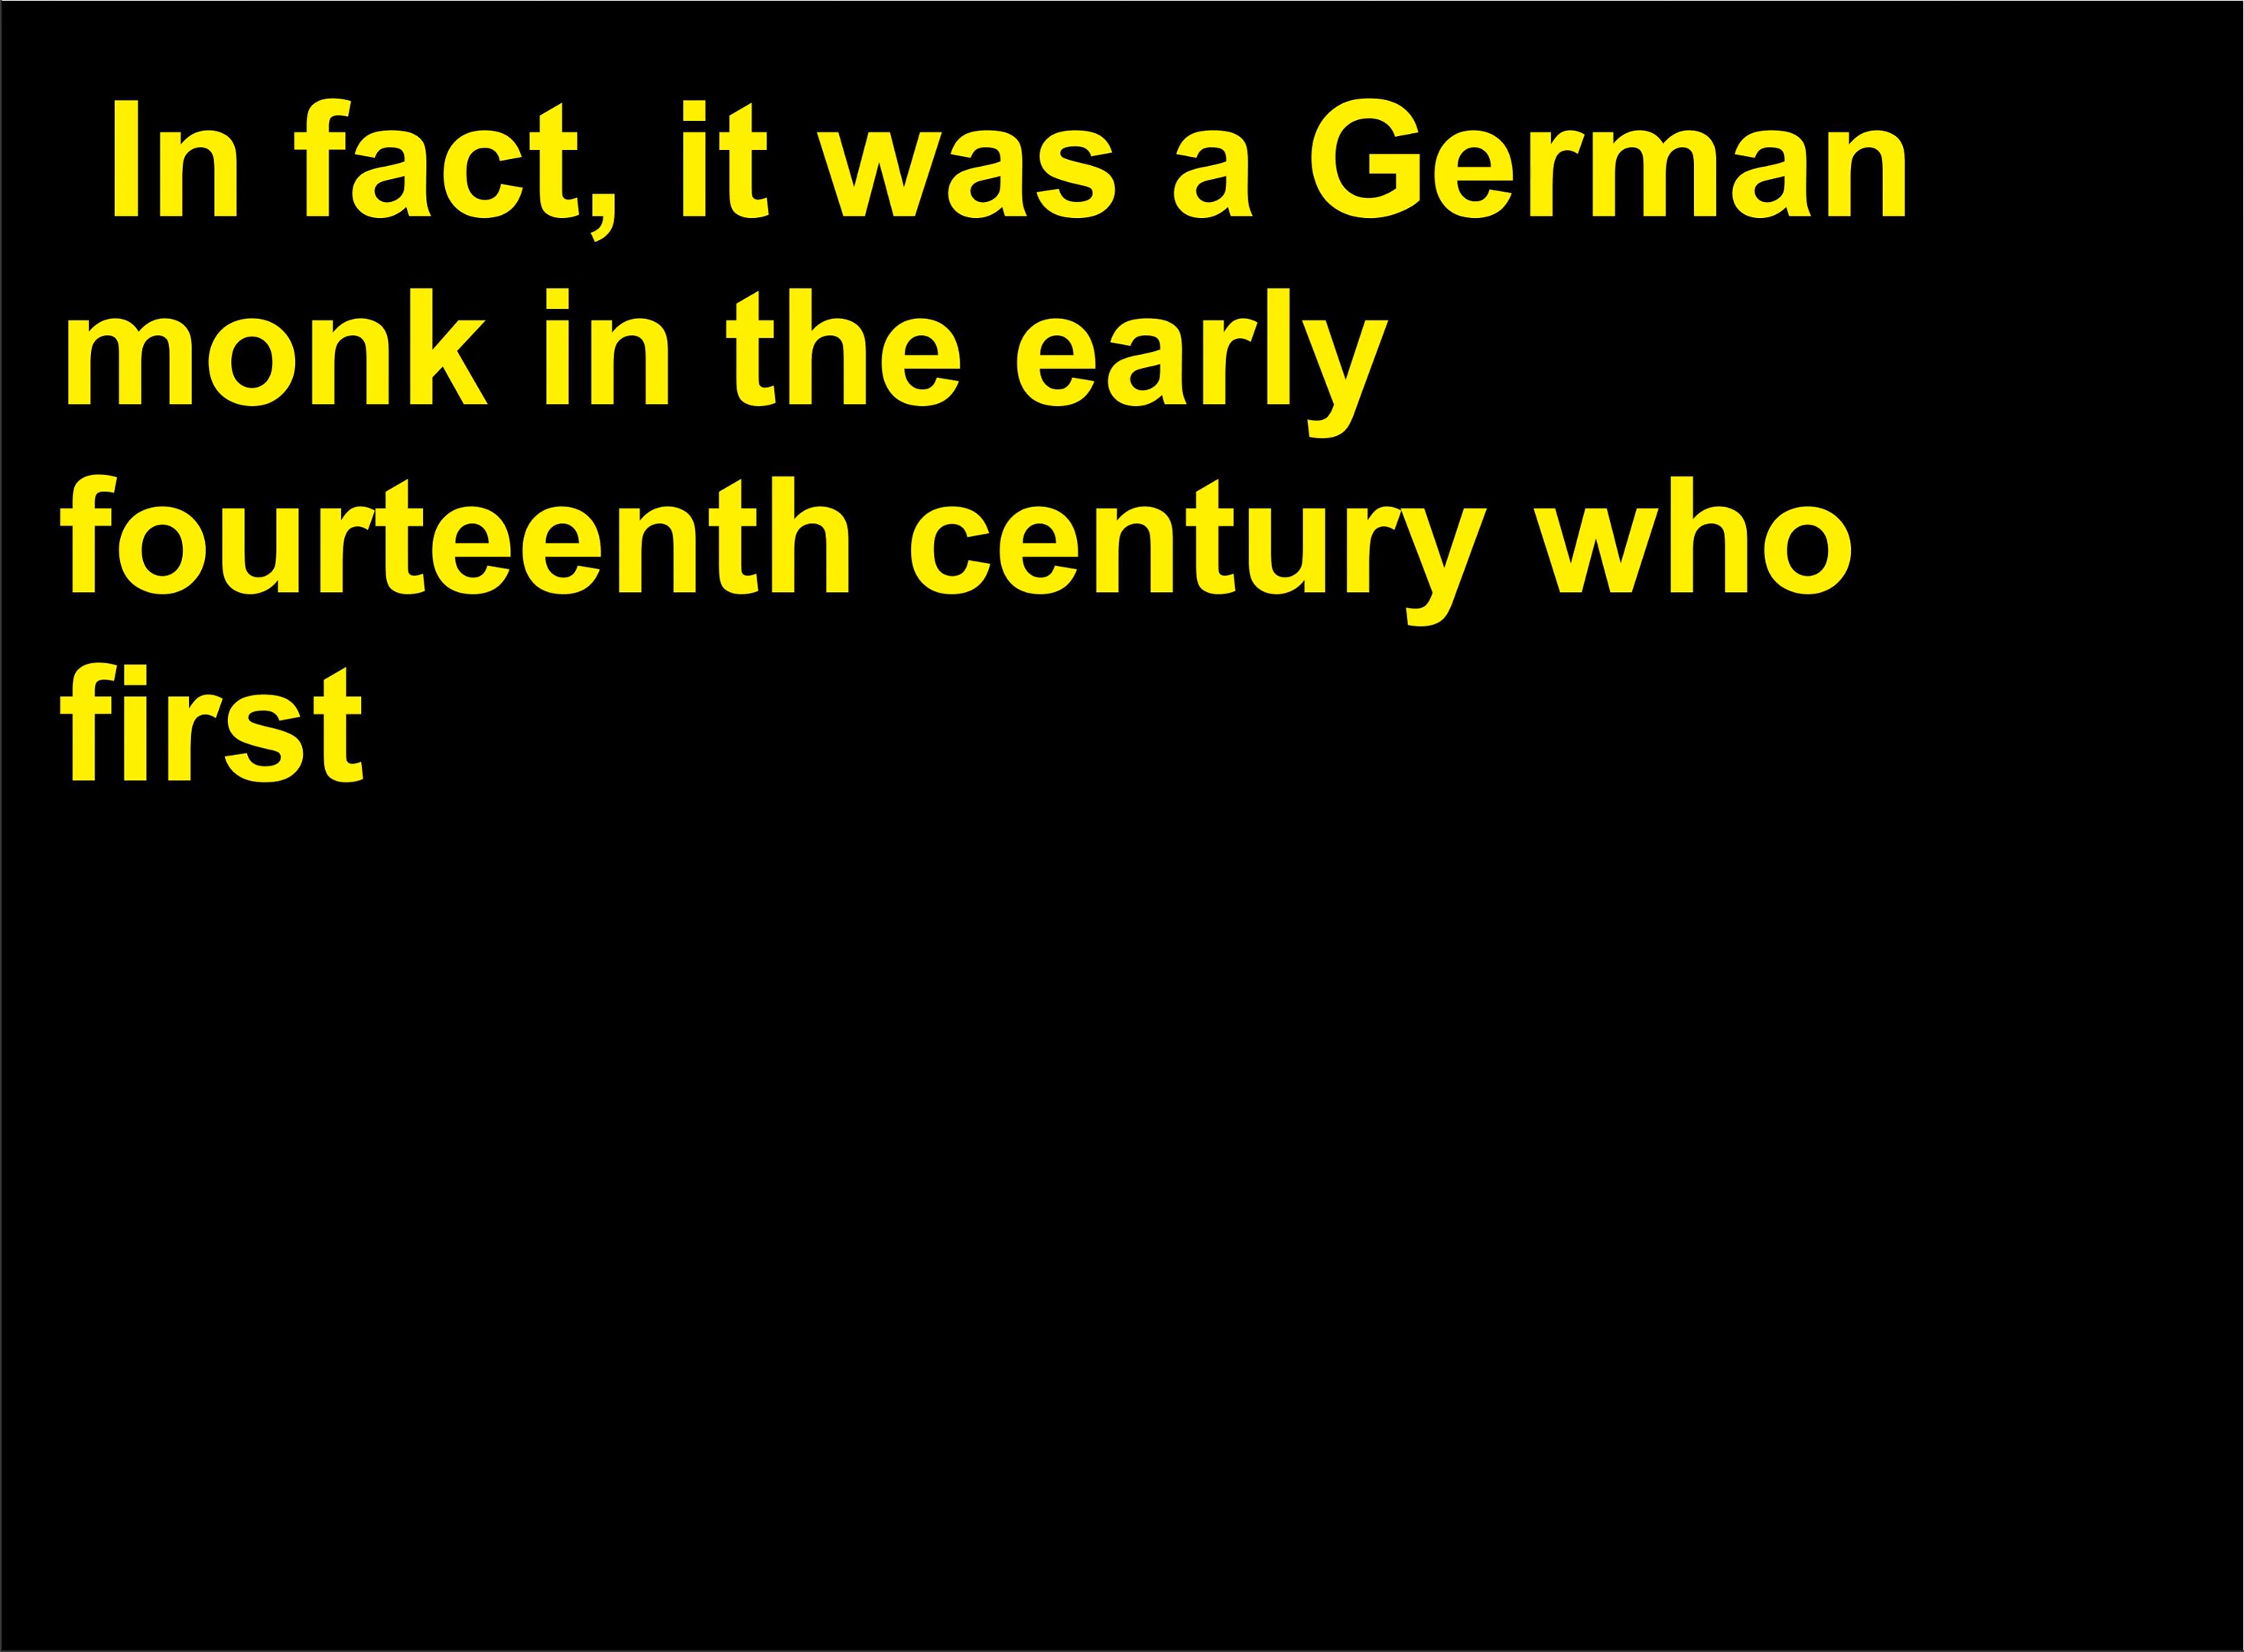 In fact, it was a German
monk in the early
fourteenth century who
first